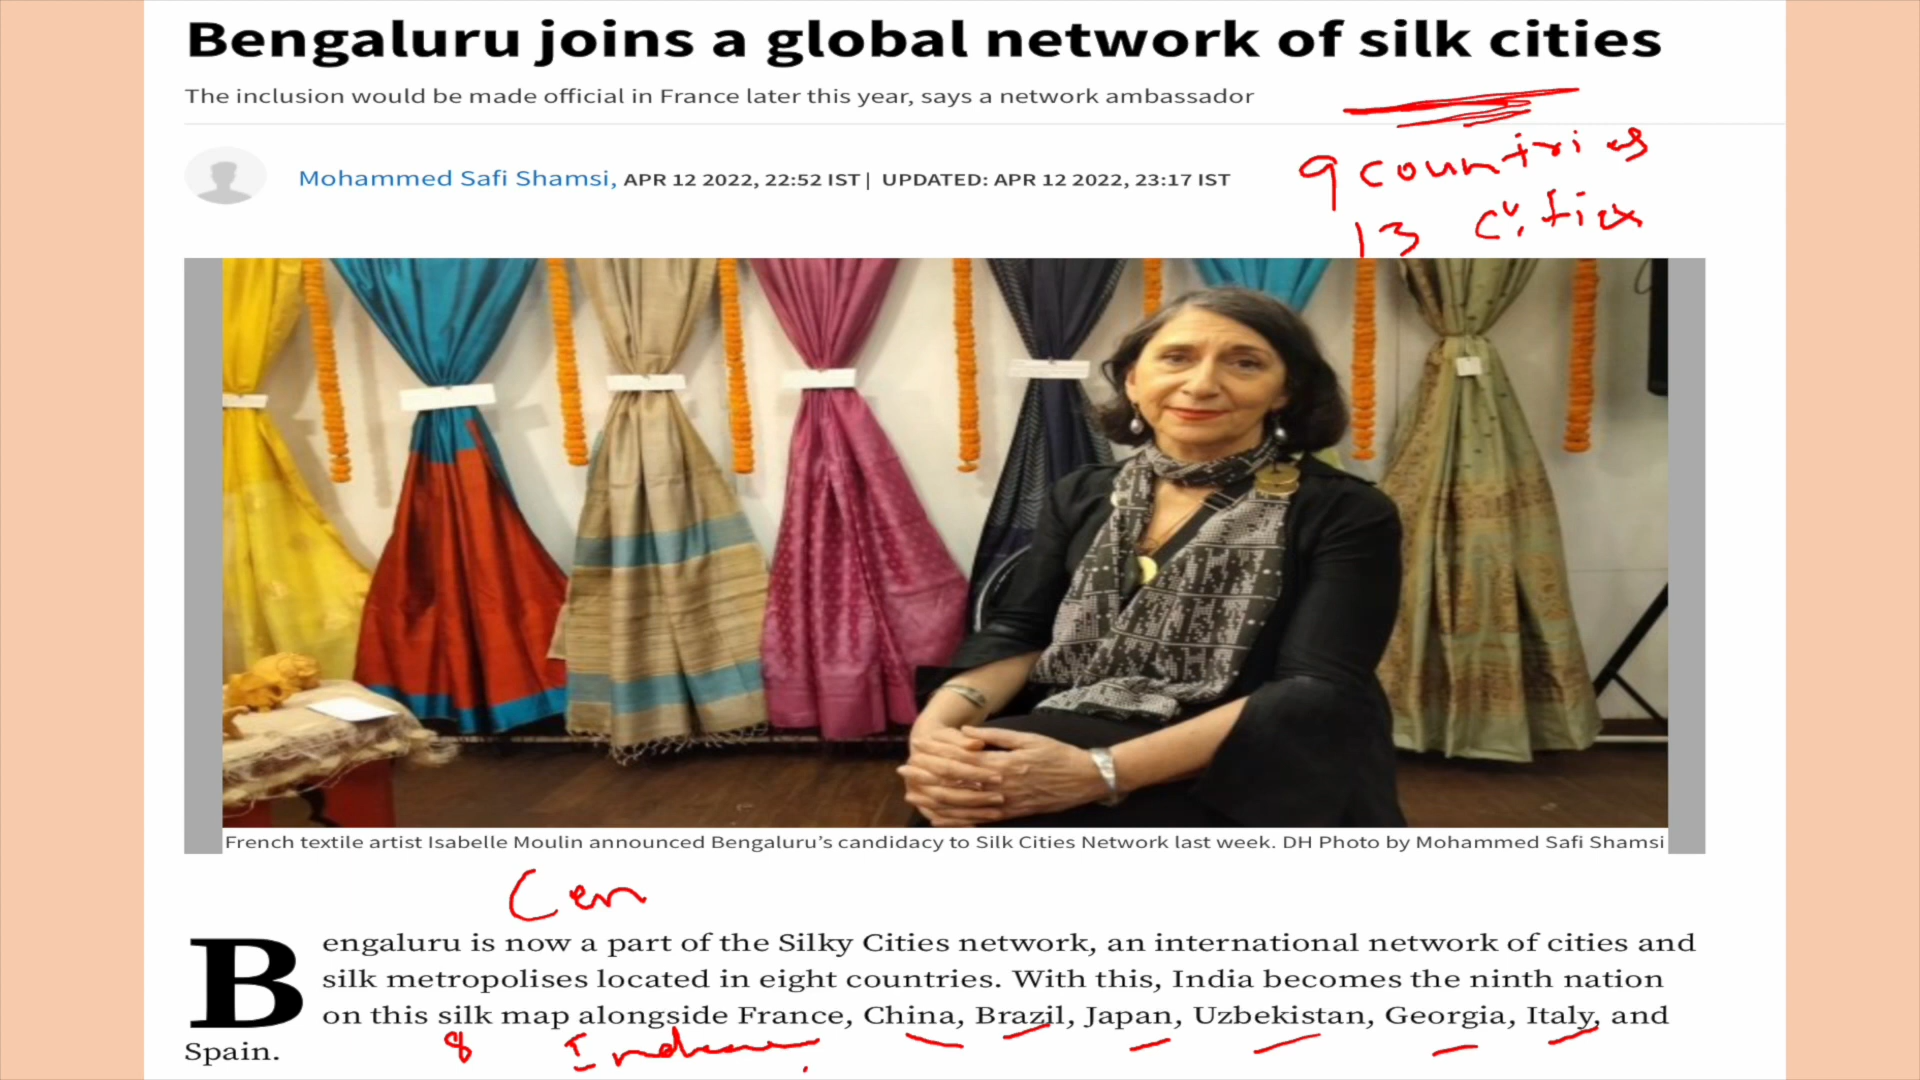 Bengaluru joins a global network of silk cities
The inclusion would be made official in France later this year, says a network ambassador
9 countries
Mohammed Safi Shamsi, APR 12 2022, 22:52 IST | UPDATED: APR 12 2022, 23:17 IST
13 cities
French textile artist Isabelle Moulin announced Bengaluru’s candidacy to Silk Cities Network last week. DH Photo by Mohammed Safi Shamsi
Cen
Bengaluru is now a part of the Silky Cities network, an international network of cities and
silk metropolises located in eight countries. With this, India becomes the ninth nation
on this silk map alongside France, China, Brazil, Japan, Uzbekistan, Georgia, Italy, and
Spain.
8